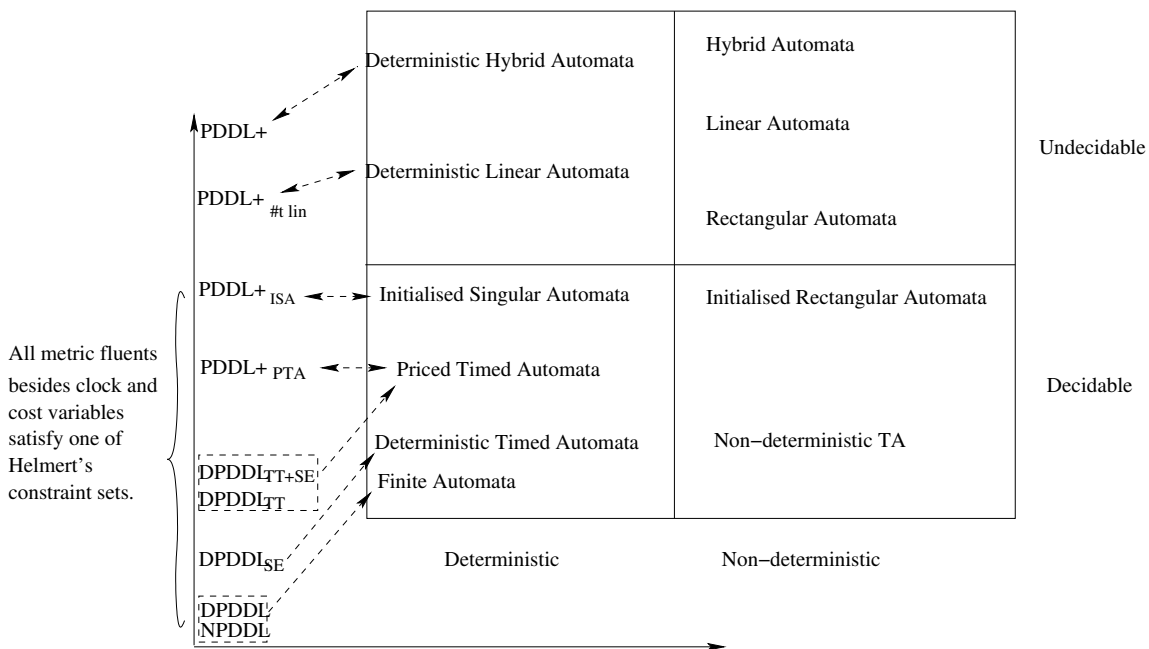 Hybrid Automata
Deterministic Hybrid Automata
PDDL+
Linear Automata
Undecidable
Deterministic Linear Automata
PDDL+ #t lin
Rectangular Automata
PDDL+ ISA
Initialised Singular Automata
Initialised Rectangular Automata
All metric fluents
besides clock and
cost variables
satisfy one of
Helmert's
constraint sets.
PDDL+ PTA
Priced Timed Automata
Decidable
Deterministic Timed Automata
Non−deterministic TA
DPDDL TT+SE
DPDDL TT
Finite Automata
DPDDL SE
Deterministic
Non−deterministic
DPDDL
NPDDL